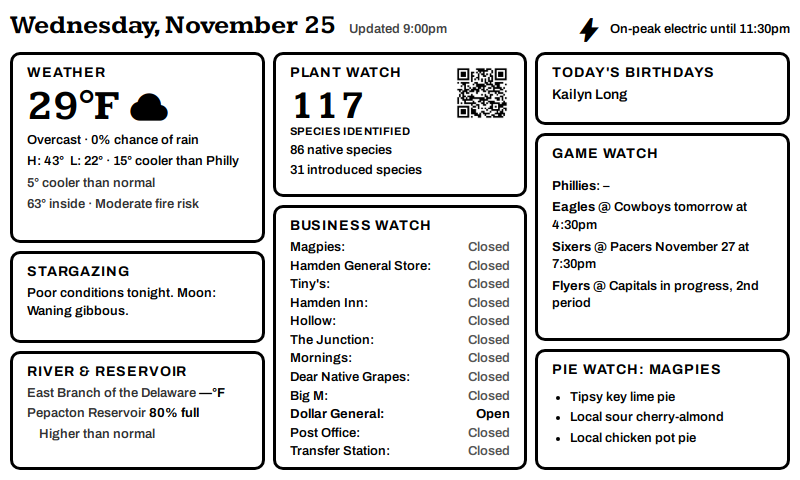 Wednesday, November 25 Updated 9:00pm
On-peak electric until 11:30pm
WEATHER
29°F
Overcast · 0% chance of rain
H: 43° L: 22° · 15° cooler than Philly
5° cooler than normal
63° inside · Moderate fire risk
STARGAZING
Poor conditions tonight. Moon:
Waning gibbous.
RIVER & RESERVOIR
East Branch of the Delaware —°F
Pepacton Reservoir 80% full
Higher than normal
PLANT WATCH
117
SPECIES IDENTIFIED
86 native species
31 introduced species
BUSINESS WATCH
Magpies: Closed
Hamden General Store: Closed
Tiny's: Closed
Hamden Inn: Closed
Hollow: Closed
The Junction: Closed
Mornings: Closed
Dear Native Grapes: Closed
Big M: Closed
Dollar General: Open
Post Office: Closed
Transfer Station: Closed
TODAY'S BIRTHDAYS
Kailyn Long
GAME WATCH
Phillies: –
Eagles @ Cowboys tomorrow at
4:30pm
Sixers @ Pacers November 27 at
7:30pm
Flyers @ Capitals in progress, 2nd
period
PIE WATCH: MAGPIES
• Tipsy key lime pie
• Local sour cherry-almond
• Local chicken pot pie